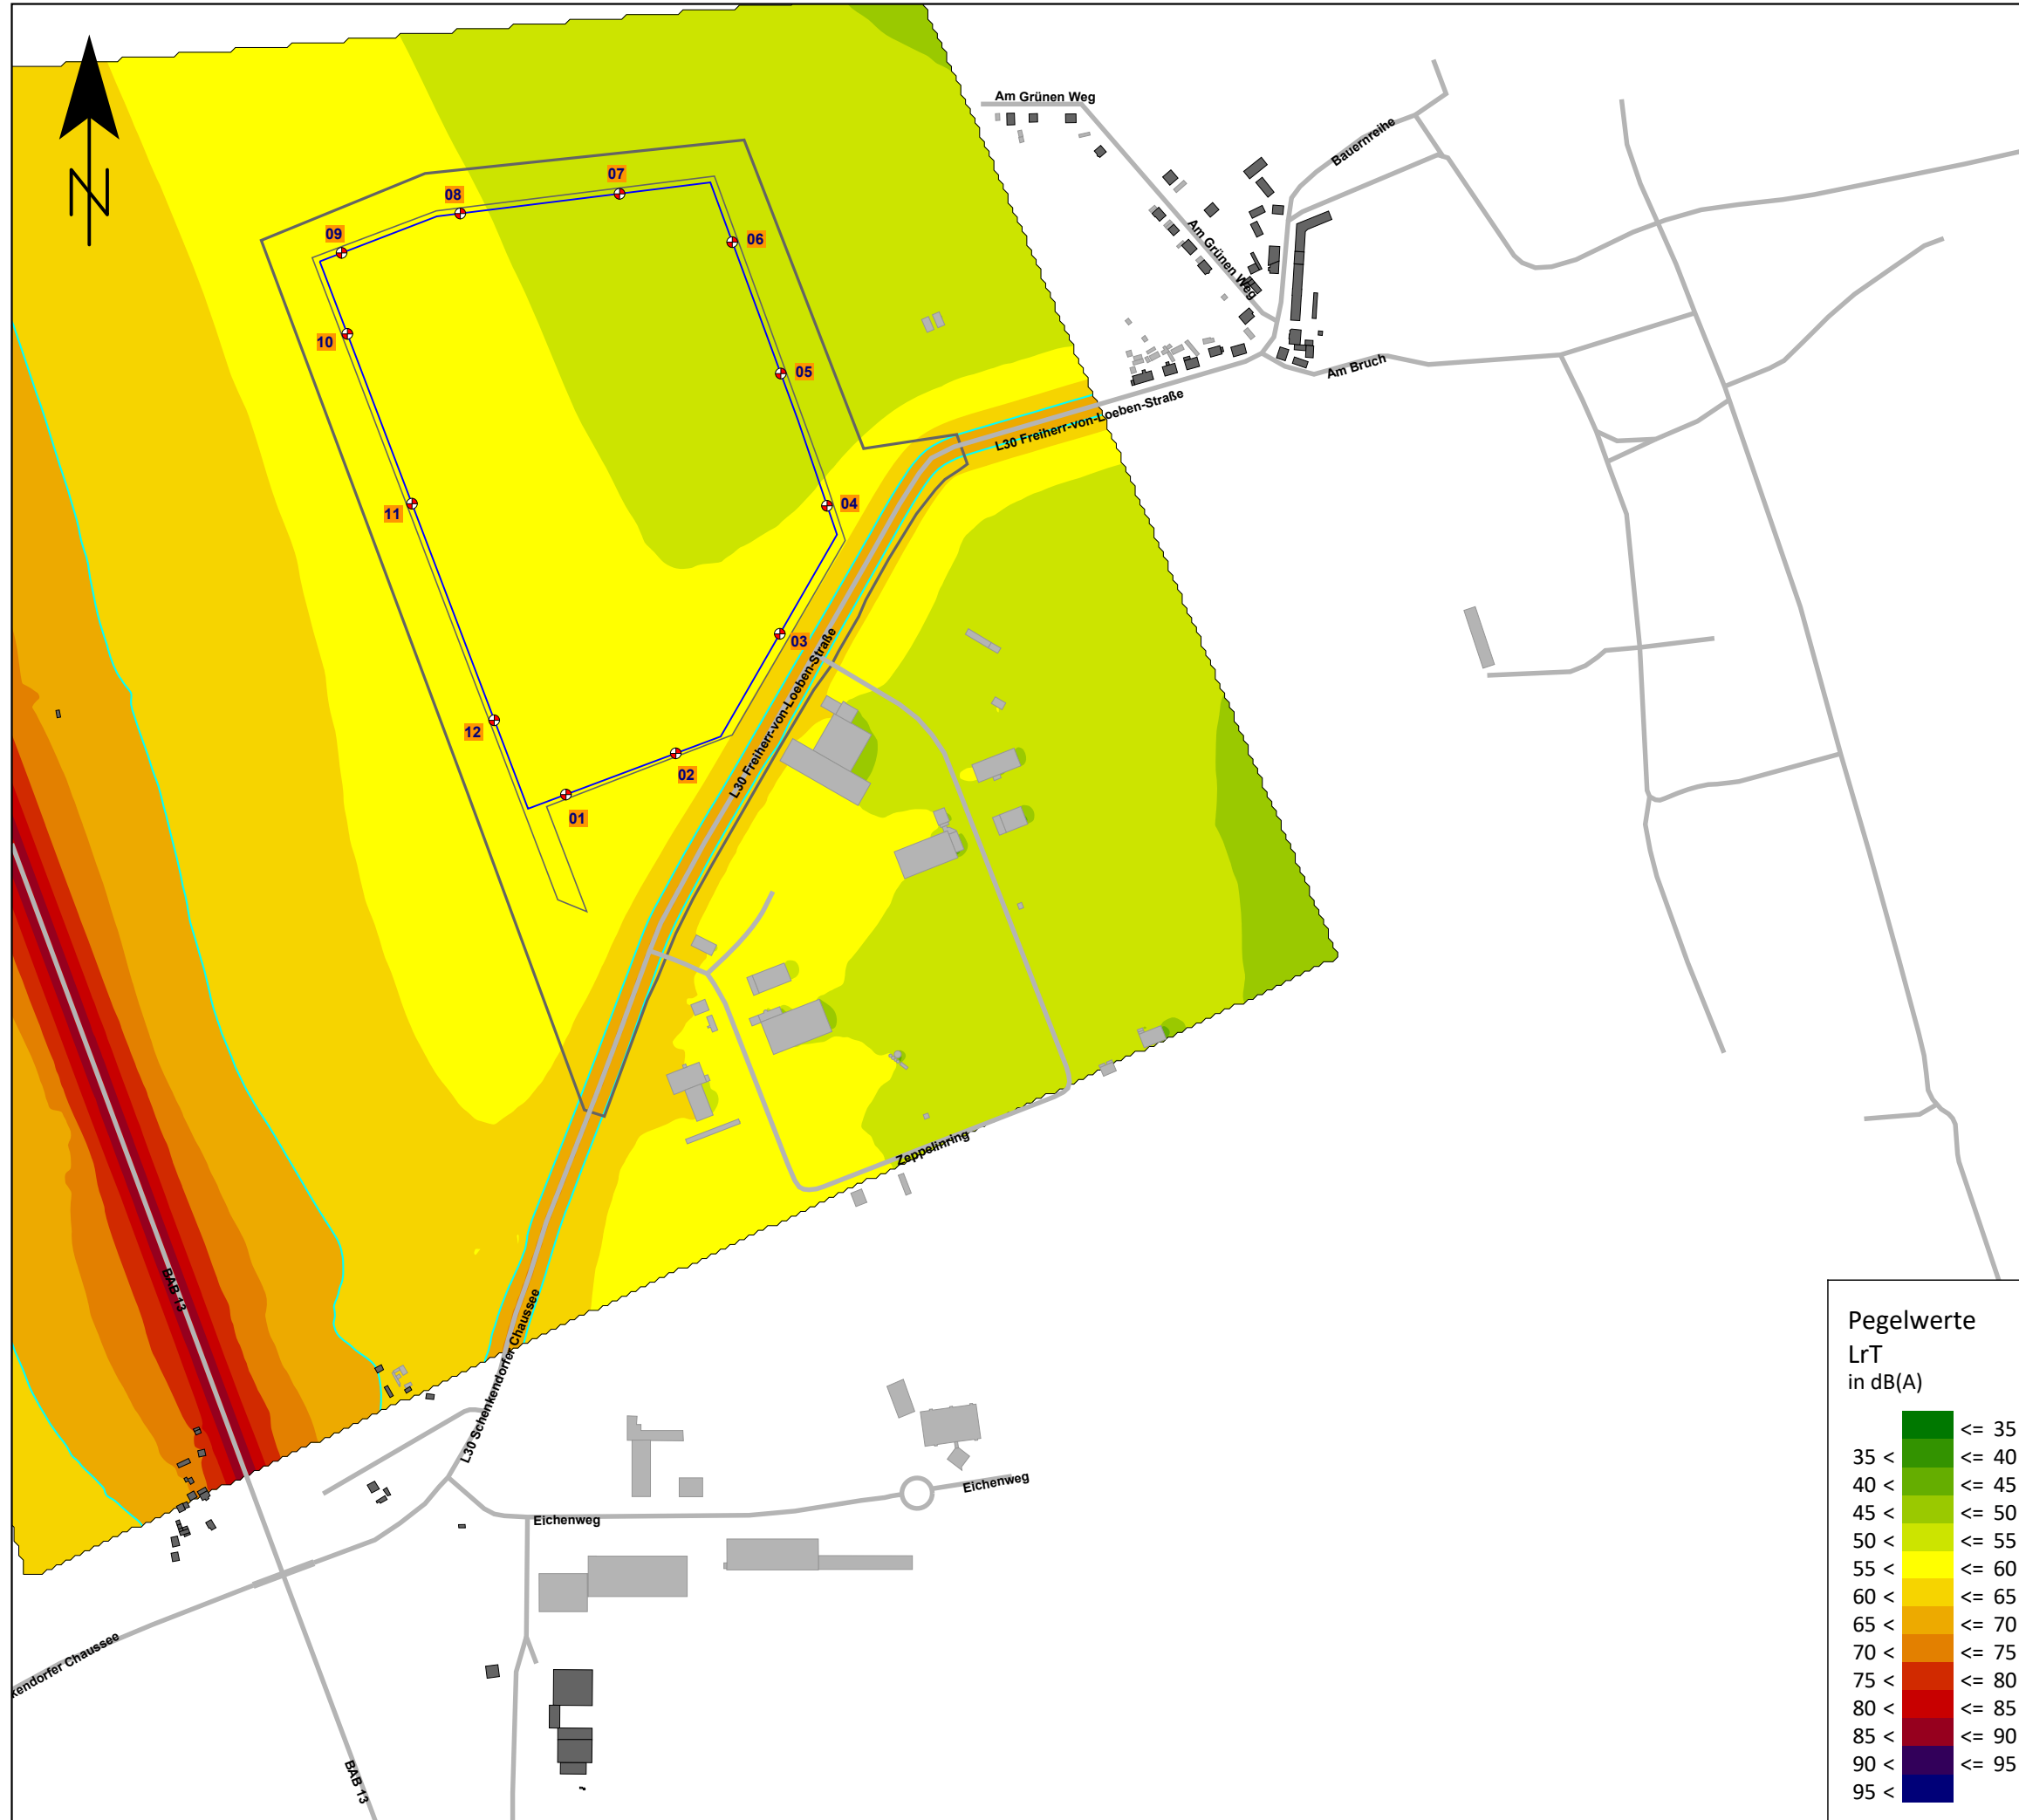 N
Am Grünen Weg
Bauernreihe
Am Grünen Weg
Am Bruch
L30 Freiherr-von-Loeben-Straße
07
08
09
06
10
05
04
11
03
12
02
01
L30 Freiherr-von-Loeben-Straße
Zeppelinring
BAB 13
L30 Schenkendorfer Chaussee
Eichenweg
Eichenweg
kendorfer Chaussee
BAB 13
Pegelwerte
LrT
in dB(A)
<= 35
35 < <= 40
40 < <= 45
45 < <= 50
50 < <= 55
55 < <= 60
60 < <= 65
65 < <= 70
70 < <= 75
75 < <= 80
80 < <= 85
85 < <= 90
90 < <= 95
95 <